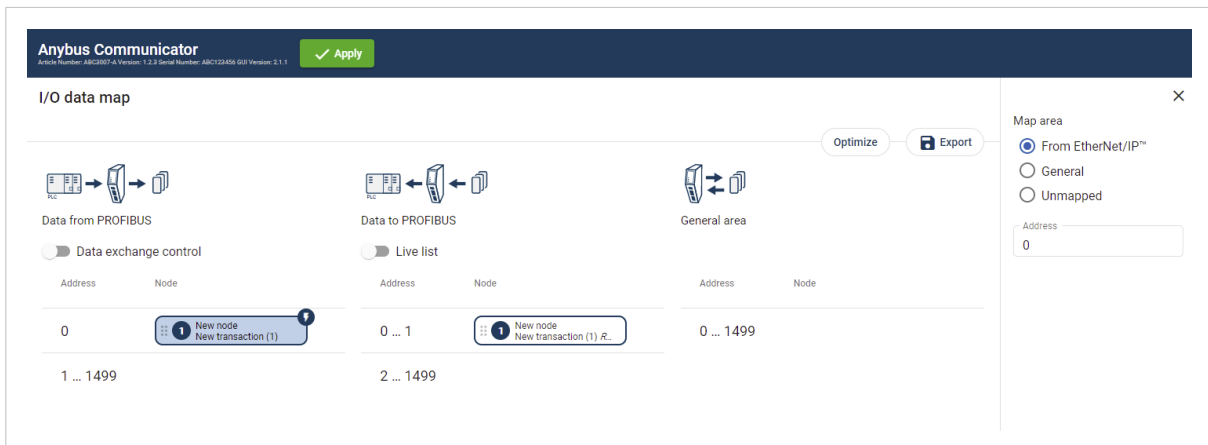 Anybus Communicator
Article Number: ABC3007-A Version: 1.2.3 Serial Number: ABC123456 GUI Version: 2.1.1
Apply
I/O data map
Optimize
Export
PLC
Data from PROFIBUS
Data exchange control
Address Node
0
1
New node
New transaction (1)
1 ... 1499
PLC
Data to PROFIBUS
Live list
Address Node
0 ... 1
1
New node
New transaction (1) R...
2 ... 1499
General area
Address Node
0 ... 1499
Map area
From EtherNet/IP™
General
Unmapped
Address
0